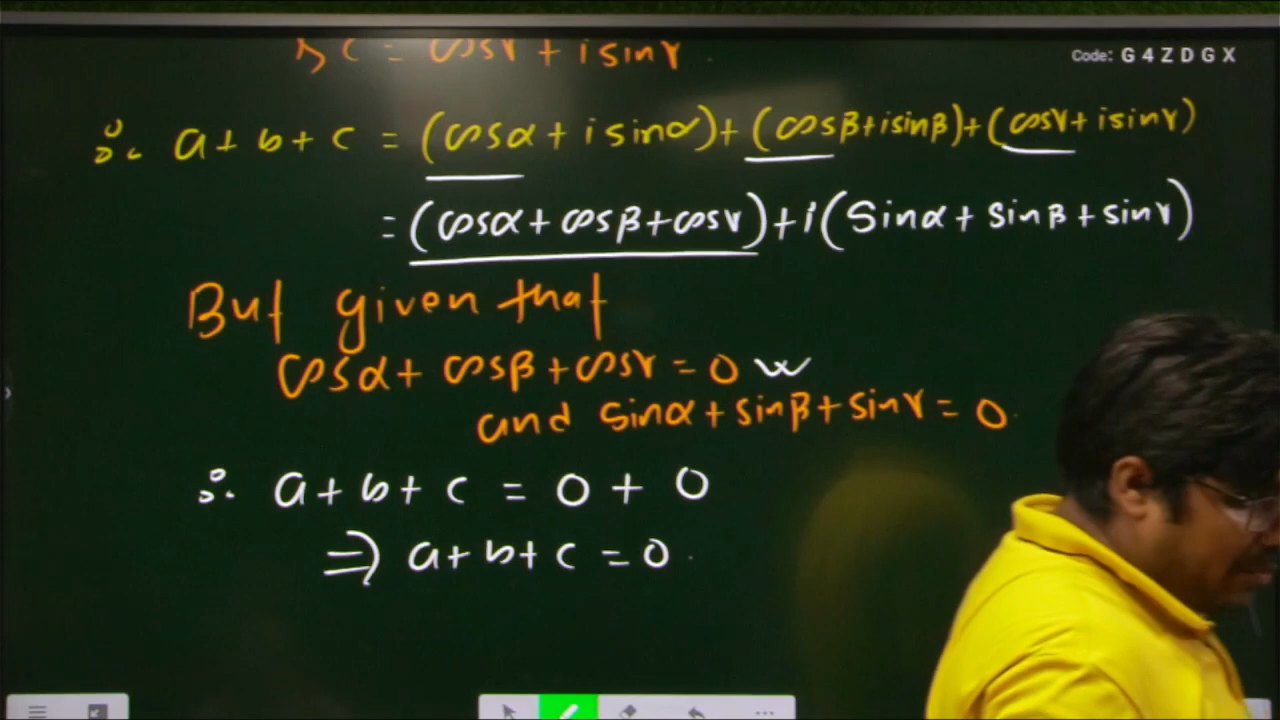 & c = cosγ + i sinγ
Code: G4ZDGX
∴ a + b + c = (cosα + i sinα) + (cosβ + i sinβ) + (cosγ + i sinγ)
= (cosα + cosβ + cosγ) + i(Sinα + sinβ + sinγ)
But given that
cosα + cosβ + cosγ = 0
and sinα + sinβ + sinγ = 0.
∴ a + b + c = 0 + 0
⇒ a + b + c = 0.